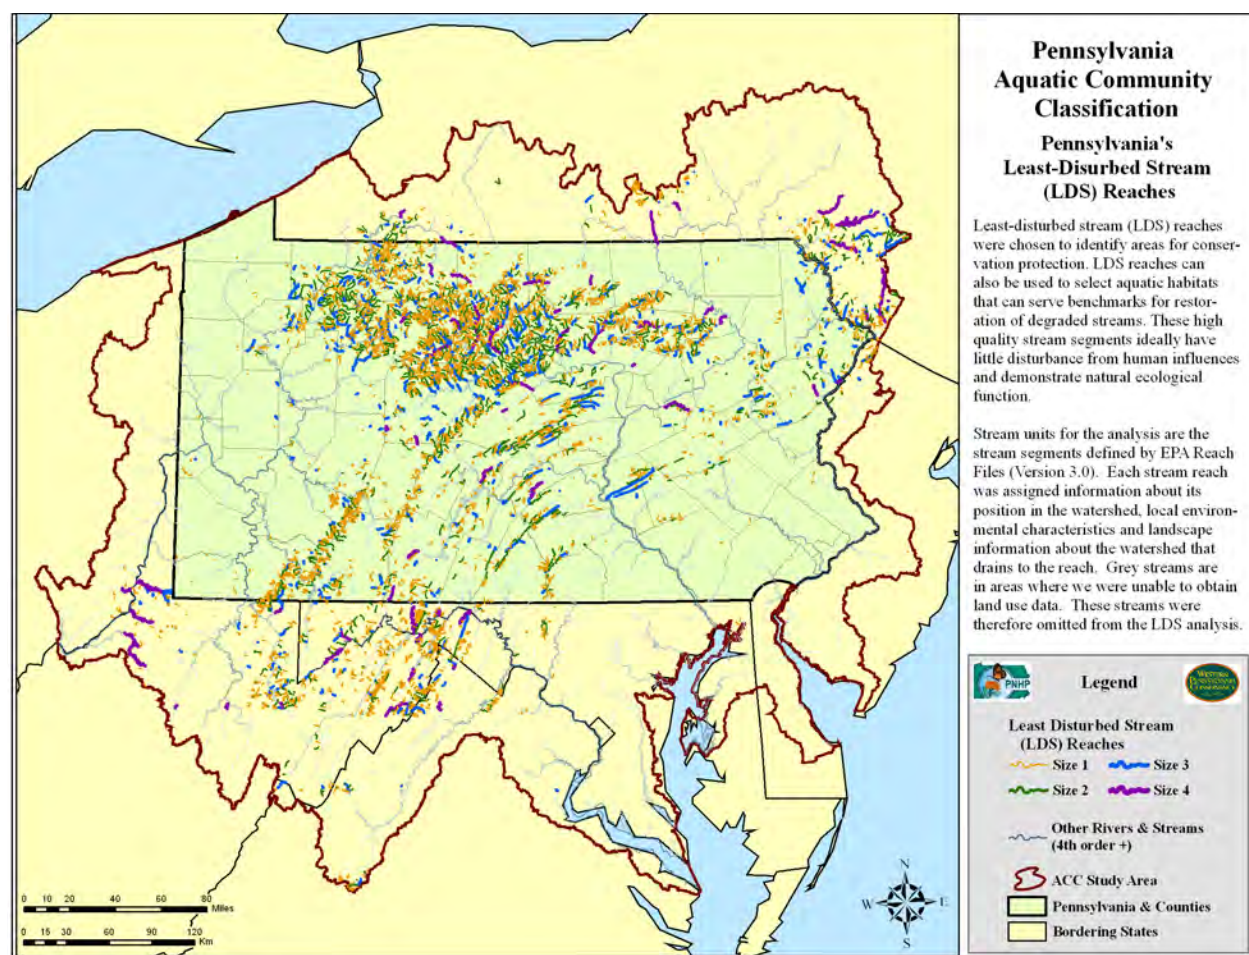 Pennsylvania
Aquatic Community
Classification
Pennsylvania's
Least-Disurbed Stream
(LDS) Reaches
Least-disturbed stream (LDS) reaches
were chosen to identify areas for conser-
vation protection. LDS reaches can
also be used to select aquatic habitats
that can serve benchmarks for restor-
ation of degraded streams. These high
quality stream segments ideally have
little disturbance from human influences
and demonstrate natural ecological
function.
Stream units for the analysis are the
stream segments defined by EPA Reach
Files (Version 3.0). Each stream reach
was assigned information about its
position in the watershed, local environ-
mental characteristics and landscape
information about the watershed that
drains to the reach. Grey streams are
in areas where we were unable to obtain
land use data. These streams were
therefore omitted from the LDS analysis.
PNHP
Legend
WESTERN
PENNSYLVANIA
CONSERVANCY
Least Disturbed Stream
(LDS) Reaches
Size 1
Size 3
Size 2
Size 4
Other Rivers & Streams
(4th order +)
ACC Study Area
Pennsylvania & Counties
Bordering States
N
W
E
S
0 10 20 40 60 80
Miles
0 15 30 60 90 120
Km